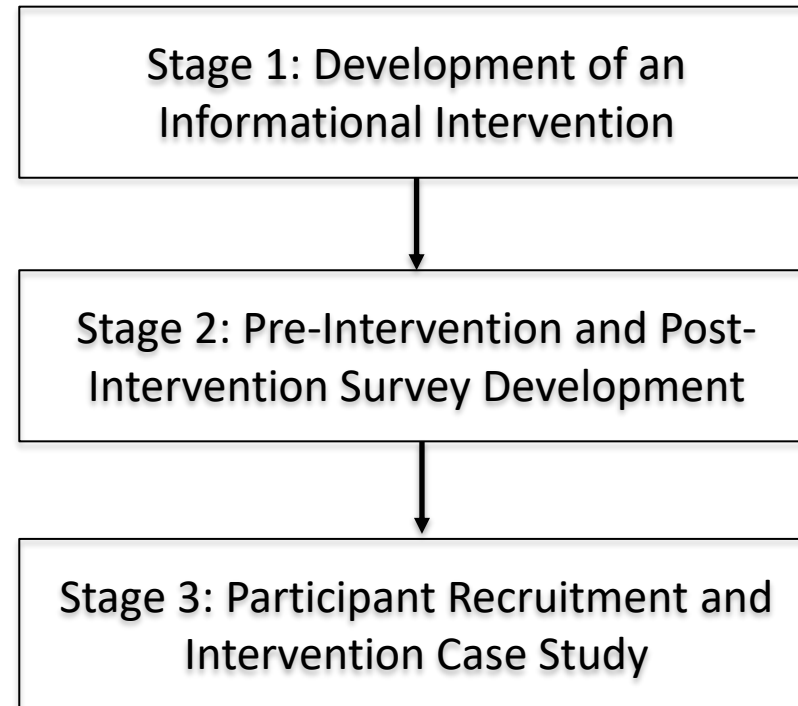 Stage 1: Development of an
Informational Intervention
Stage 2: Pre-Intervention and Post-
Intervention Survey Development
Stage 3: Participant Recruitment and
Intervention Case Study